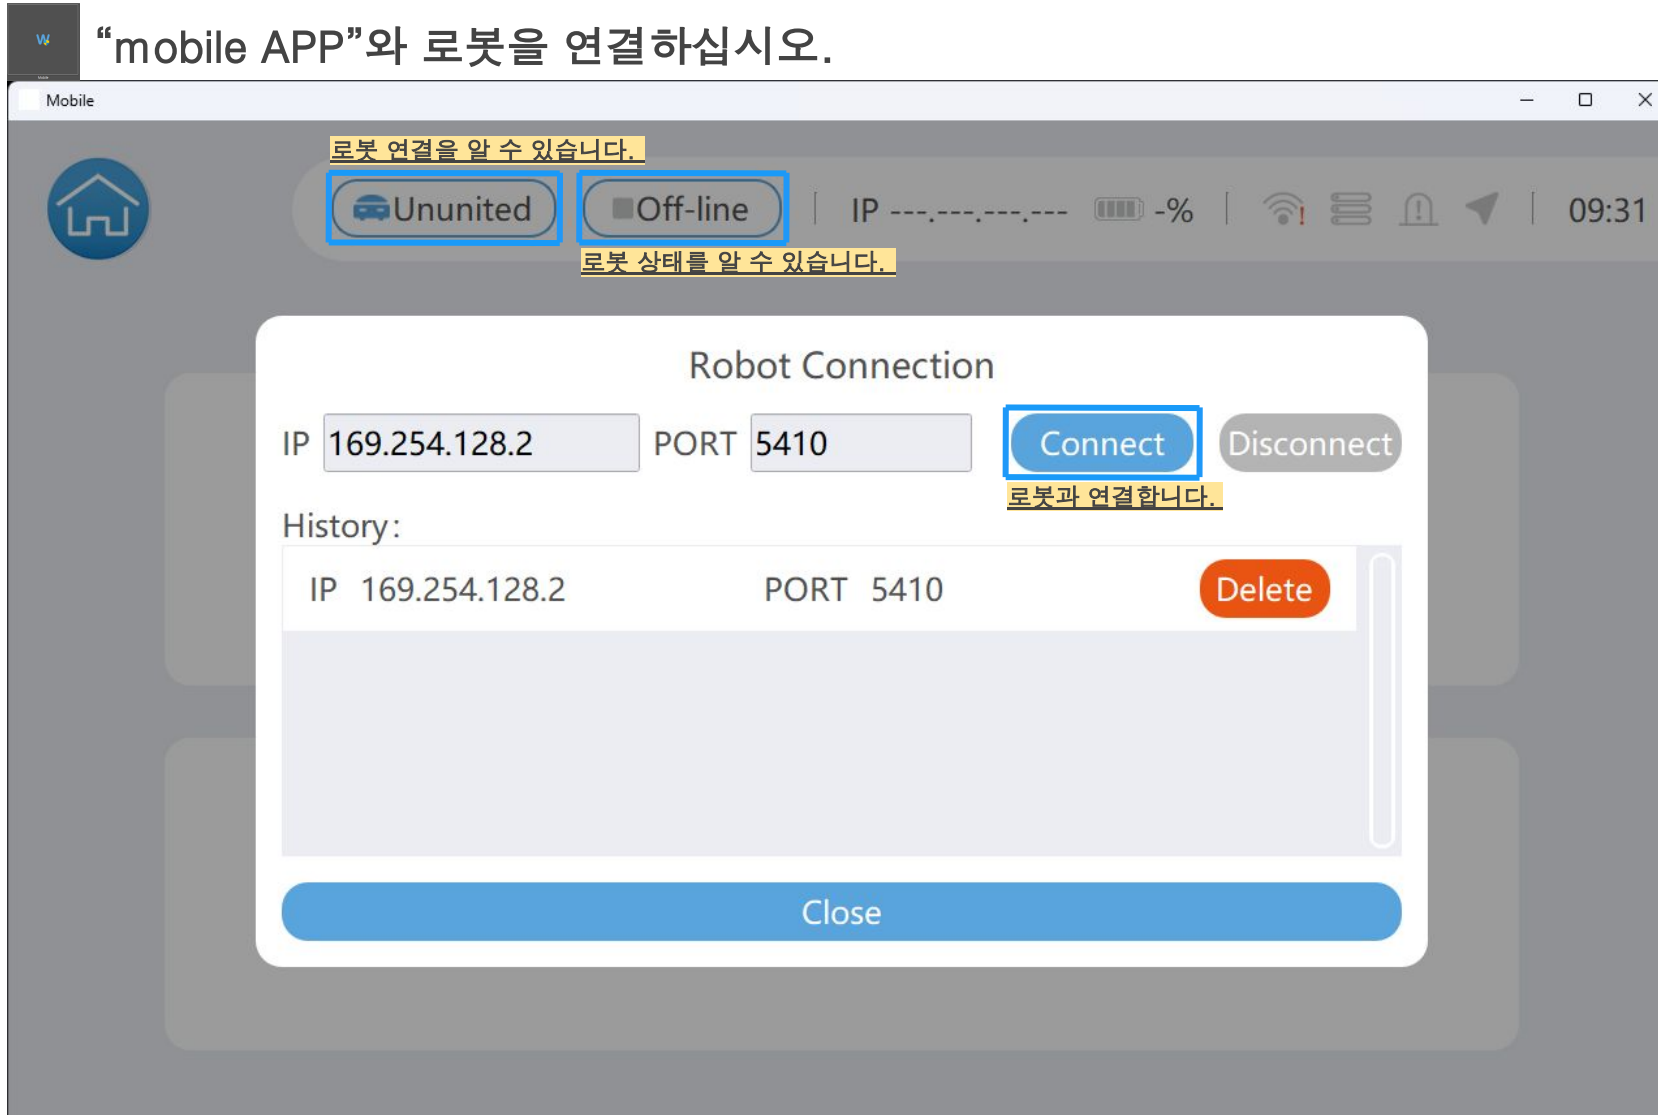 “mobile APP”와 로봇을 연결하십시오.
Mobile
로봇 연결을 알 수 있습니다.
Ununited Off-line IP ---.---.---.--- -% 09:31
로봇 상태를 알 수 있습니다.
Robot Connection
IP 169.254.128.2 PORT 5410 Connect Disconnect
로봇과 연결합니다.
History:
IP 169.254.128.2 PORT 5410 Delete
Close